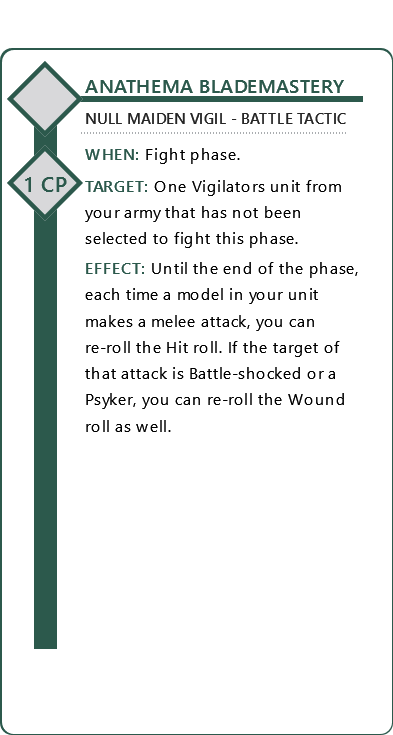 ANATHEMA BLADEMASTERY
NULL MAIDEN VIGIL - BATTLE TACTIC
WHEN: Fight phase.
1 CP
TARGET: One Vigilators unit from
your army that has not been
selected to fight this phase.
EFFECT: Until the end of the phase,
each time a model in your unit
makes a melee attack, you can
re-roll the Hit roll. If the target of
that attack is Battle-shocked or a
Psyker, you can re-roll the Wound
roll as well.